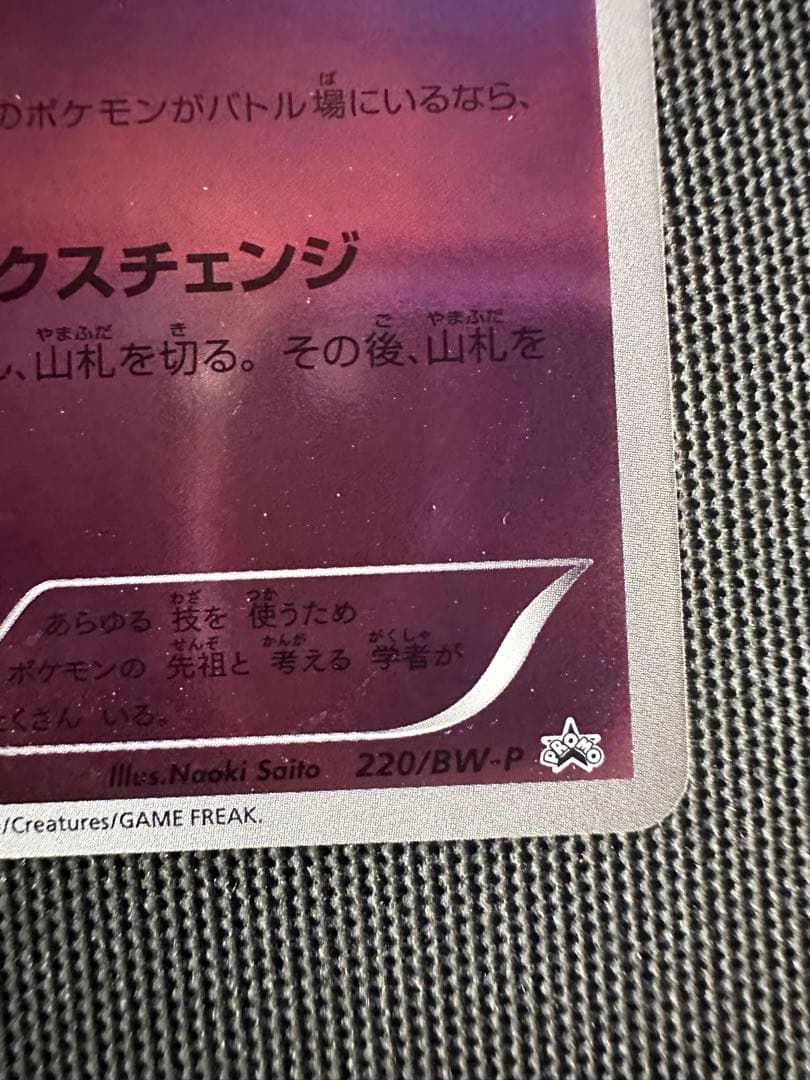 のポケモンがバトル場にいるなら、
クスチェンジ
し、山札を切る。その後、山札を
あらゆる 技を 使うため
ポケモンの 先祖と 考える 学者が
たくさん いる。
Illus.Naoki Saito 220/BW-P PROMO
/Creatures/GAME FREAK.